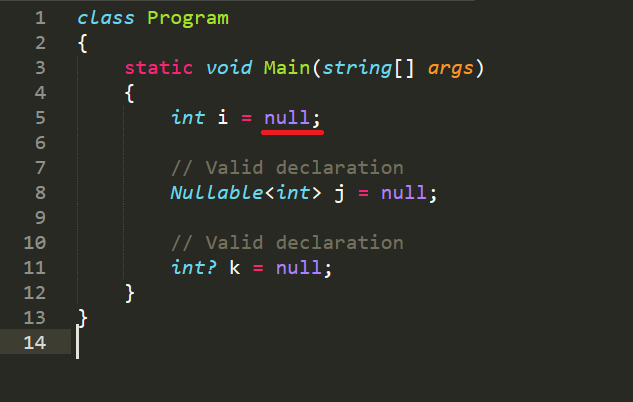 1 class Program
2 {
3     static void Main(string[] args)
4     {
5         int i = null;
6
7         // Valid declaration
8         Nullable<int> j = null;
9
10         // Valid declaration
11         int? k = null;
12     }
13 }
14